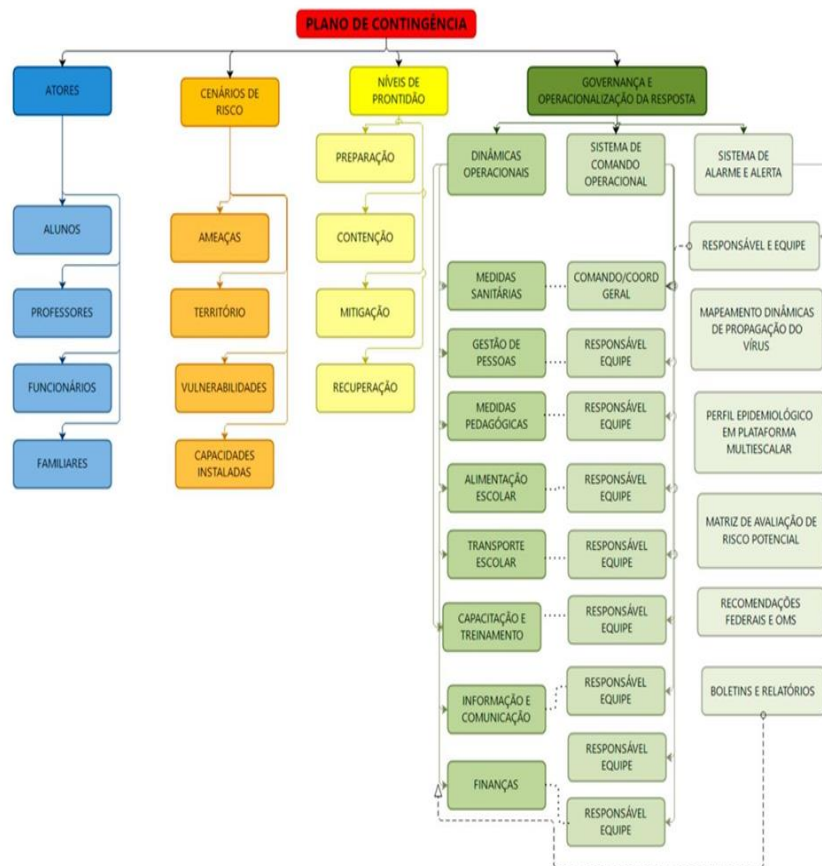 PLANO DE CONTINGÊNCIA
ATORES
CENÁRIOS DE
RISCO
NÍVEIS DE
PRONTIDÃO
GOVERNANÇA E
OPERACIONALIZAÇÃO DA RESPOSTA
ALUNOS
PROFESSORES
FUNCIONÁRIOS
FAMILIARES
AMEAÇAS
TERRITÓRIO
VULNERABILIDADES
CAPACIDADES
INSTALADAS
PREPARAÇÃO
CONTENÇÃO
MITIGAÇÃO
RECUPERAÇÃO
DINÂMICAS
OPERACIONAIS
MEDIDAS
SANITÁRIAS
GESTÃO DE
PESSOAS
MEDIDAS
PEDAGÓGICAS
ALIMENTAÇÃO
ESCOLAR
TRANSPORTE
ESCOLAR
CAPACITAÇÃO E
TREINAMENTO
INFORMAÇÃO E
COMUNICAÇÃO
FINANÇAS
SISTEMA DE
COMANDO
OPERACIONAL
COMANDO/COORD
GERAL
RESPONSÁVEL
EQUIPE
RESPONSÁVEL
EQUIPE
RESPONSÁVEL
EQUIPE
RESPONSÁVEL
EQUIPE
RESPONSÁVEL
EQUIPE
RESPONSÁVEL
EQUIPE
RESPONSÁVEL
EQUIPE
RESPONSÁVEL
EQUIPE
SISTEMA DE
ALARME E ALERTA
RESPONSÁVEL E EQUIPE
MAPEAMENTO DINÂMICAS
DE PROPAGAÇÃO DO
VÍRUS
PERFIL EPIDEMIOLÓGICO
EM PLATAFORMA
MULTIESCALAR
MATRIZ DE AVALIAÇÃO DE
RISCO POTENCIAL
RECOMENDAÇÕES
FEDERAIS E OMS
BOLETINS E RELATÓRIOS